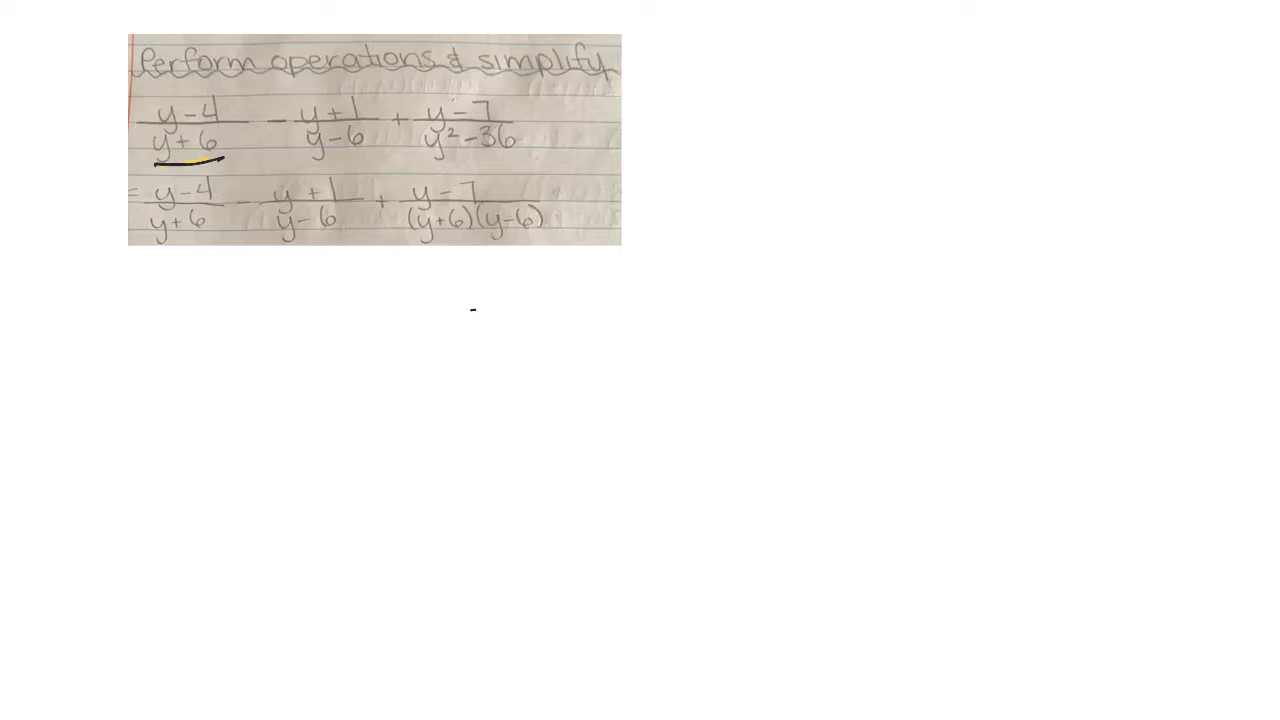 Perform operations & simplify
y-4/y+6 - y+1/y-6 + y-7/y²-36
= y-4/y+6 - y+1/y-6 + y-7/(y+6)(y-6)